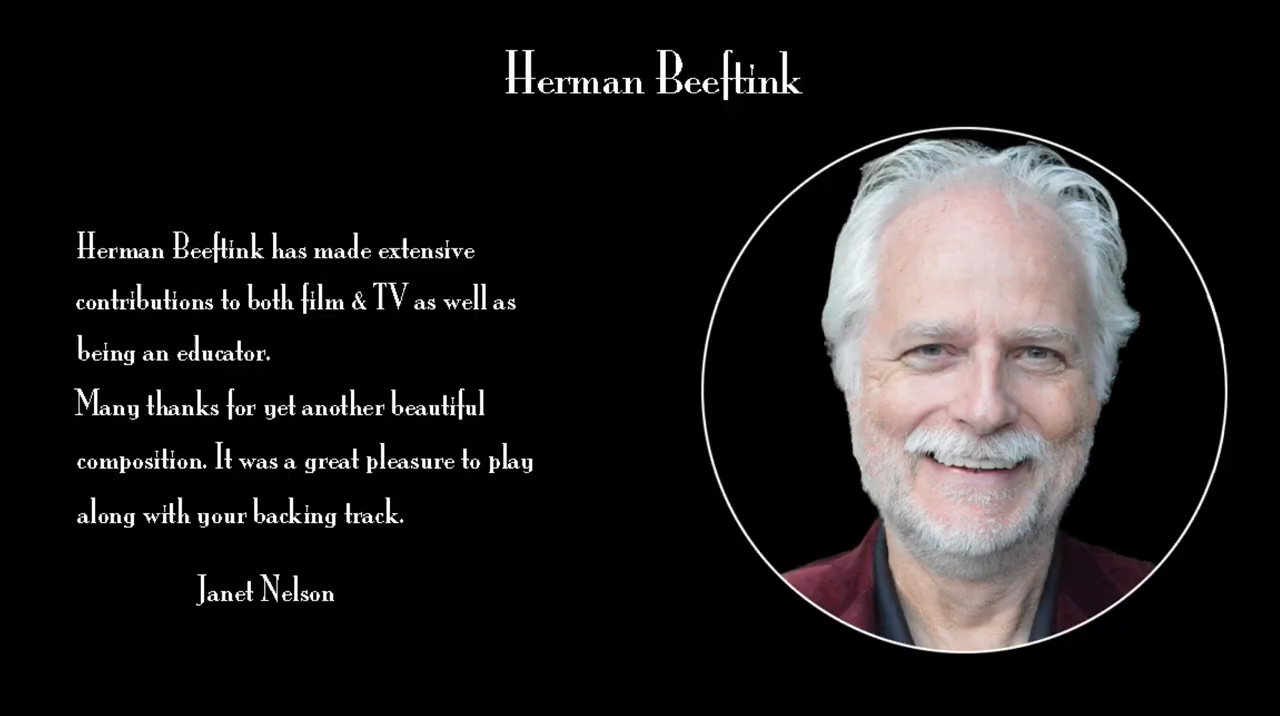 Herman Beeftink
Herman Beeftink has made extensive
contributions to both film & TV as well as
being an educator.
Many thanks for yet another beautiful
composition. It was a great pleasure to play
along with your backing track.
Janet Nelson